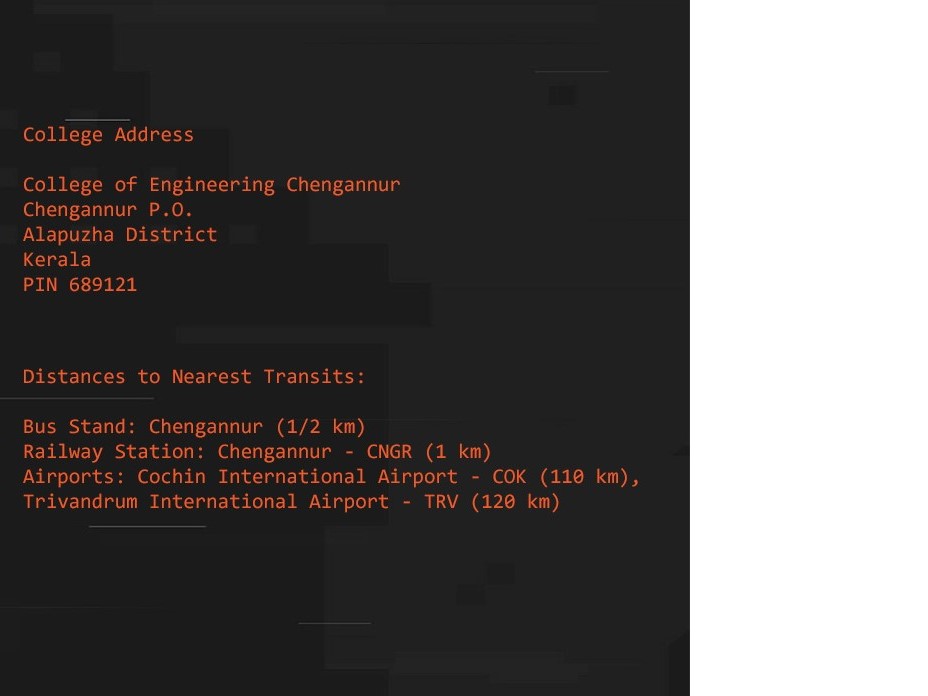 College Address
College of Engineering Chengannur
Chengannur P.O.
Alapuzha District
Kerala
PIN 689121
Distances to Nearest Transits:
Bus Stand: Chengannur (1/2 km)
Railway Station: Chengannur - CNGR (1 km)
Airports: Cochin International Airport - COK (110 km),
Trivandrum International Airport - TRV (120 km)